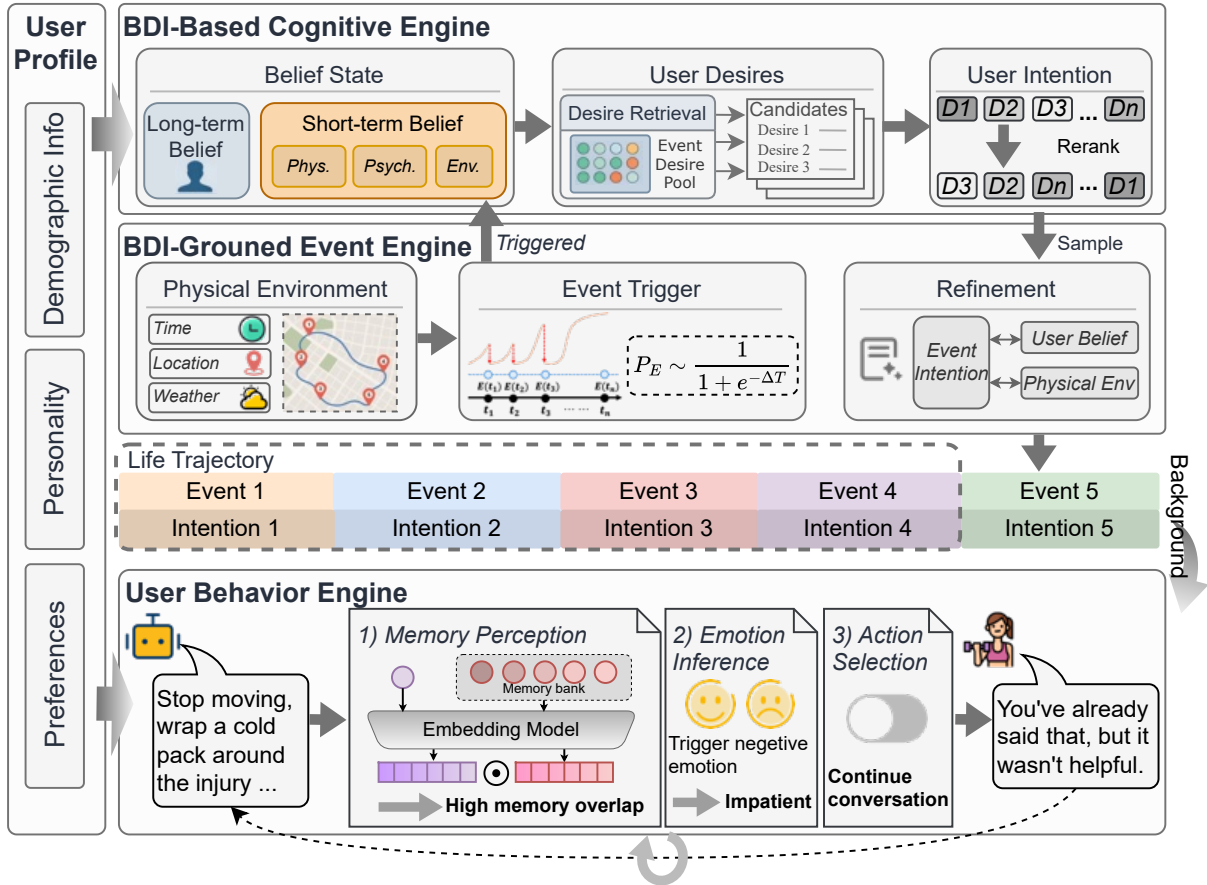 User
Profile
Demographic Info
Personality
Preferences
BDI-Based Cognitive Engine
Belief State
Long-term
Belief
Short-term Belief
Phys.
Psych.
Env.
User Desires
Desire Retrieval
Event
Desire
Pool
Candidates
Desire 1
Desire 2
Desire 3
User Intention
D1 D2 D3 ... Dn
Rerank
D3 D2 Dn ... D1
BDI-Grouned Event Engine
Triggered
Sample
Physical Environment
Time
Location
Weather
Event Trigger
E(t₁) E(t₂) E(t₃) E(tₙ)
t₁ t₂ t₃ ... ... tₙ
P_E ∼ 1 / (1 + e^{-ΔT})
Refinement
Event
Intention
User Belief
Physical Env
Life Trajectory
Event 1 Event 2 Event 3 Event 4 Event 5
Intention 1 Intention 2 Intention 3 Intention 4 Intention 5
Background
User Behavior Engine
Stop moving,
wrap a cold
pack around
the injury ...
1) Memory Perception
Memory bank
Embedding Model
High memory overlap
2) Emotion
Inference
Trigger negetive
emotion
Impatient
3) Action
Selection
Continue
conversation
You've already
said that, but it
wasn't helpful.